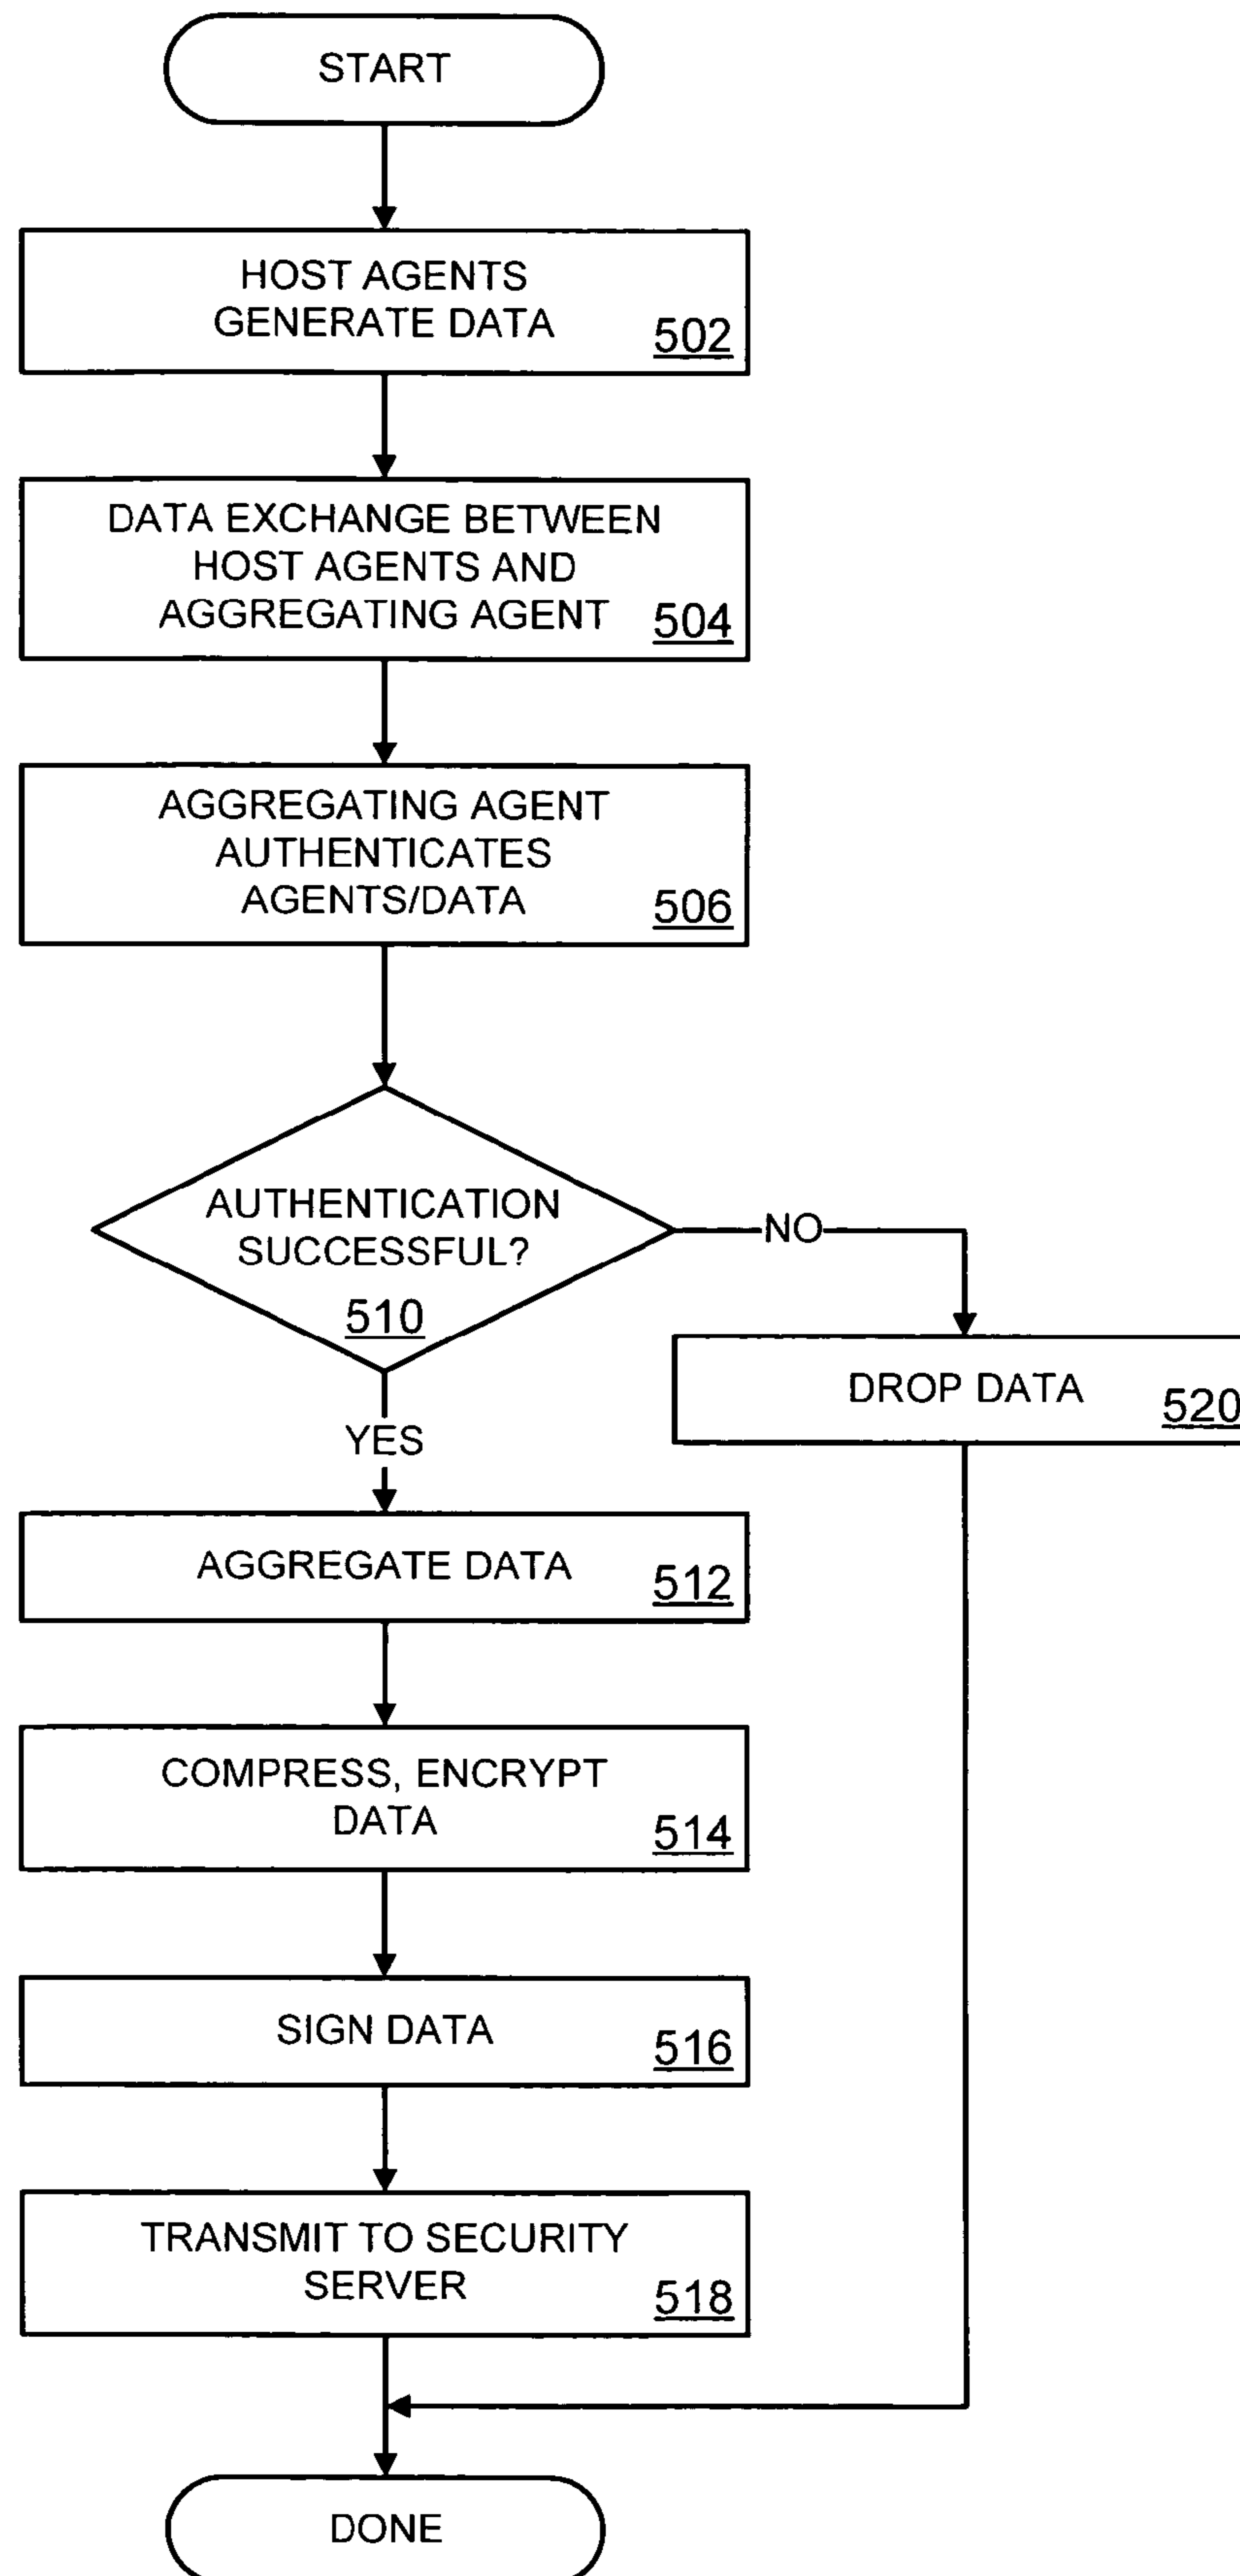 START
HOST AGENTS
GENERATE DATA
502
DATA EXCHANGE BETWEEN
HOST AGENTS AND
AGGREGATING AGENT
504
AGGREGATING AGENT
AUTHENTICATES
AGENTS/DATA
506
AUTHENTICATION
SUCCESSFUL?
510
NO
DROP DATA
520
YES
AGGREGATE DATA
512
COMPRESS, ENCRYPT
DATA
514
SIGN DATA
516
TRANSMIT TO SECURITY
SERVER
518
DONE